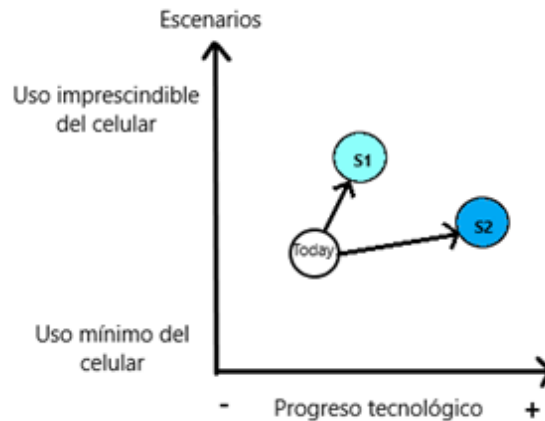 Escenarios
Uso imprescindible
del celular
S1
S2
Today
Uso mínimo del
celular
- Progreso tecnológico +